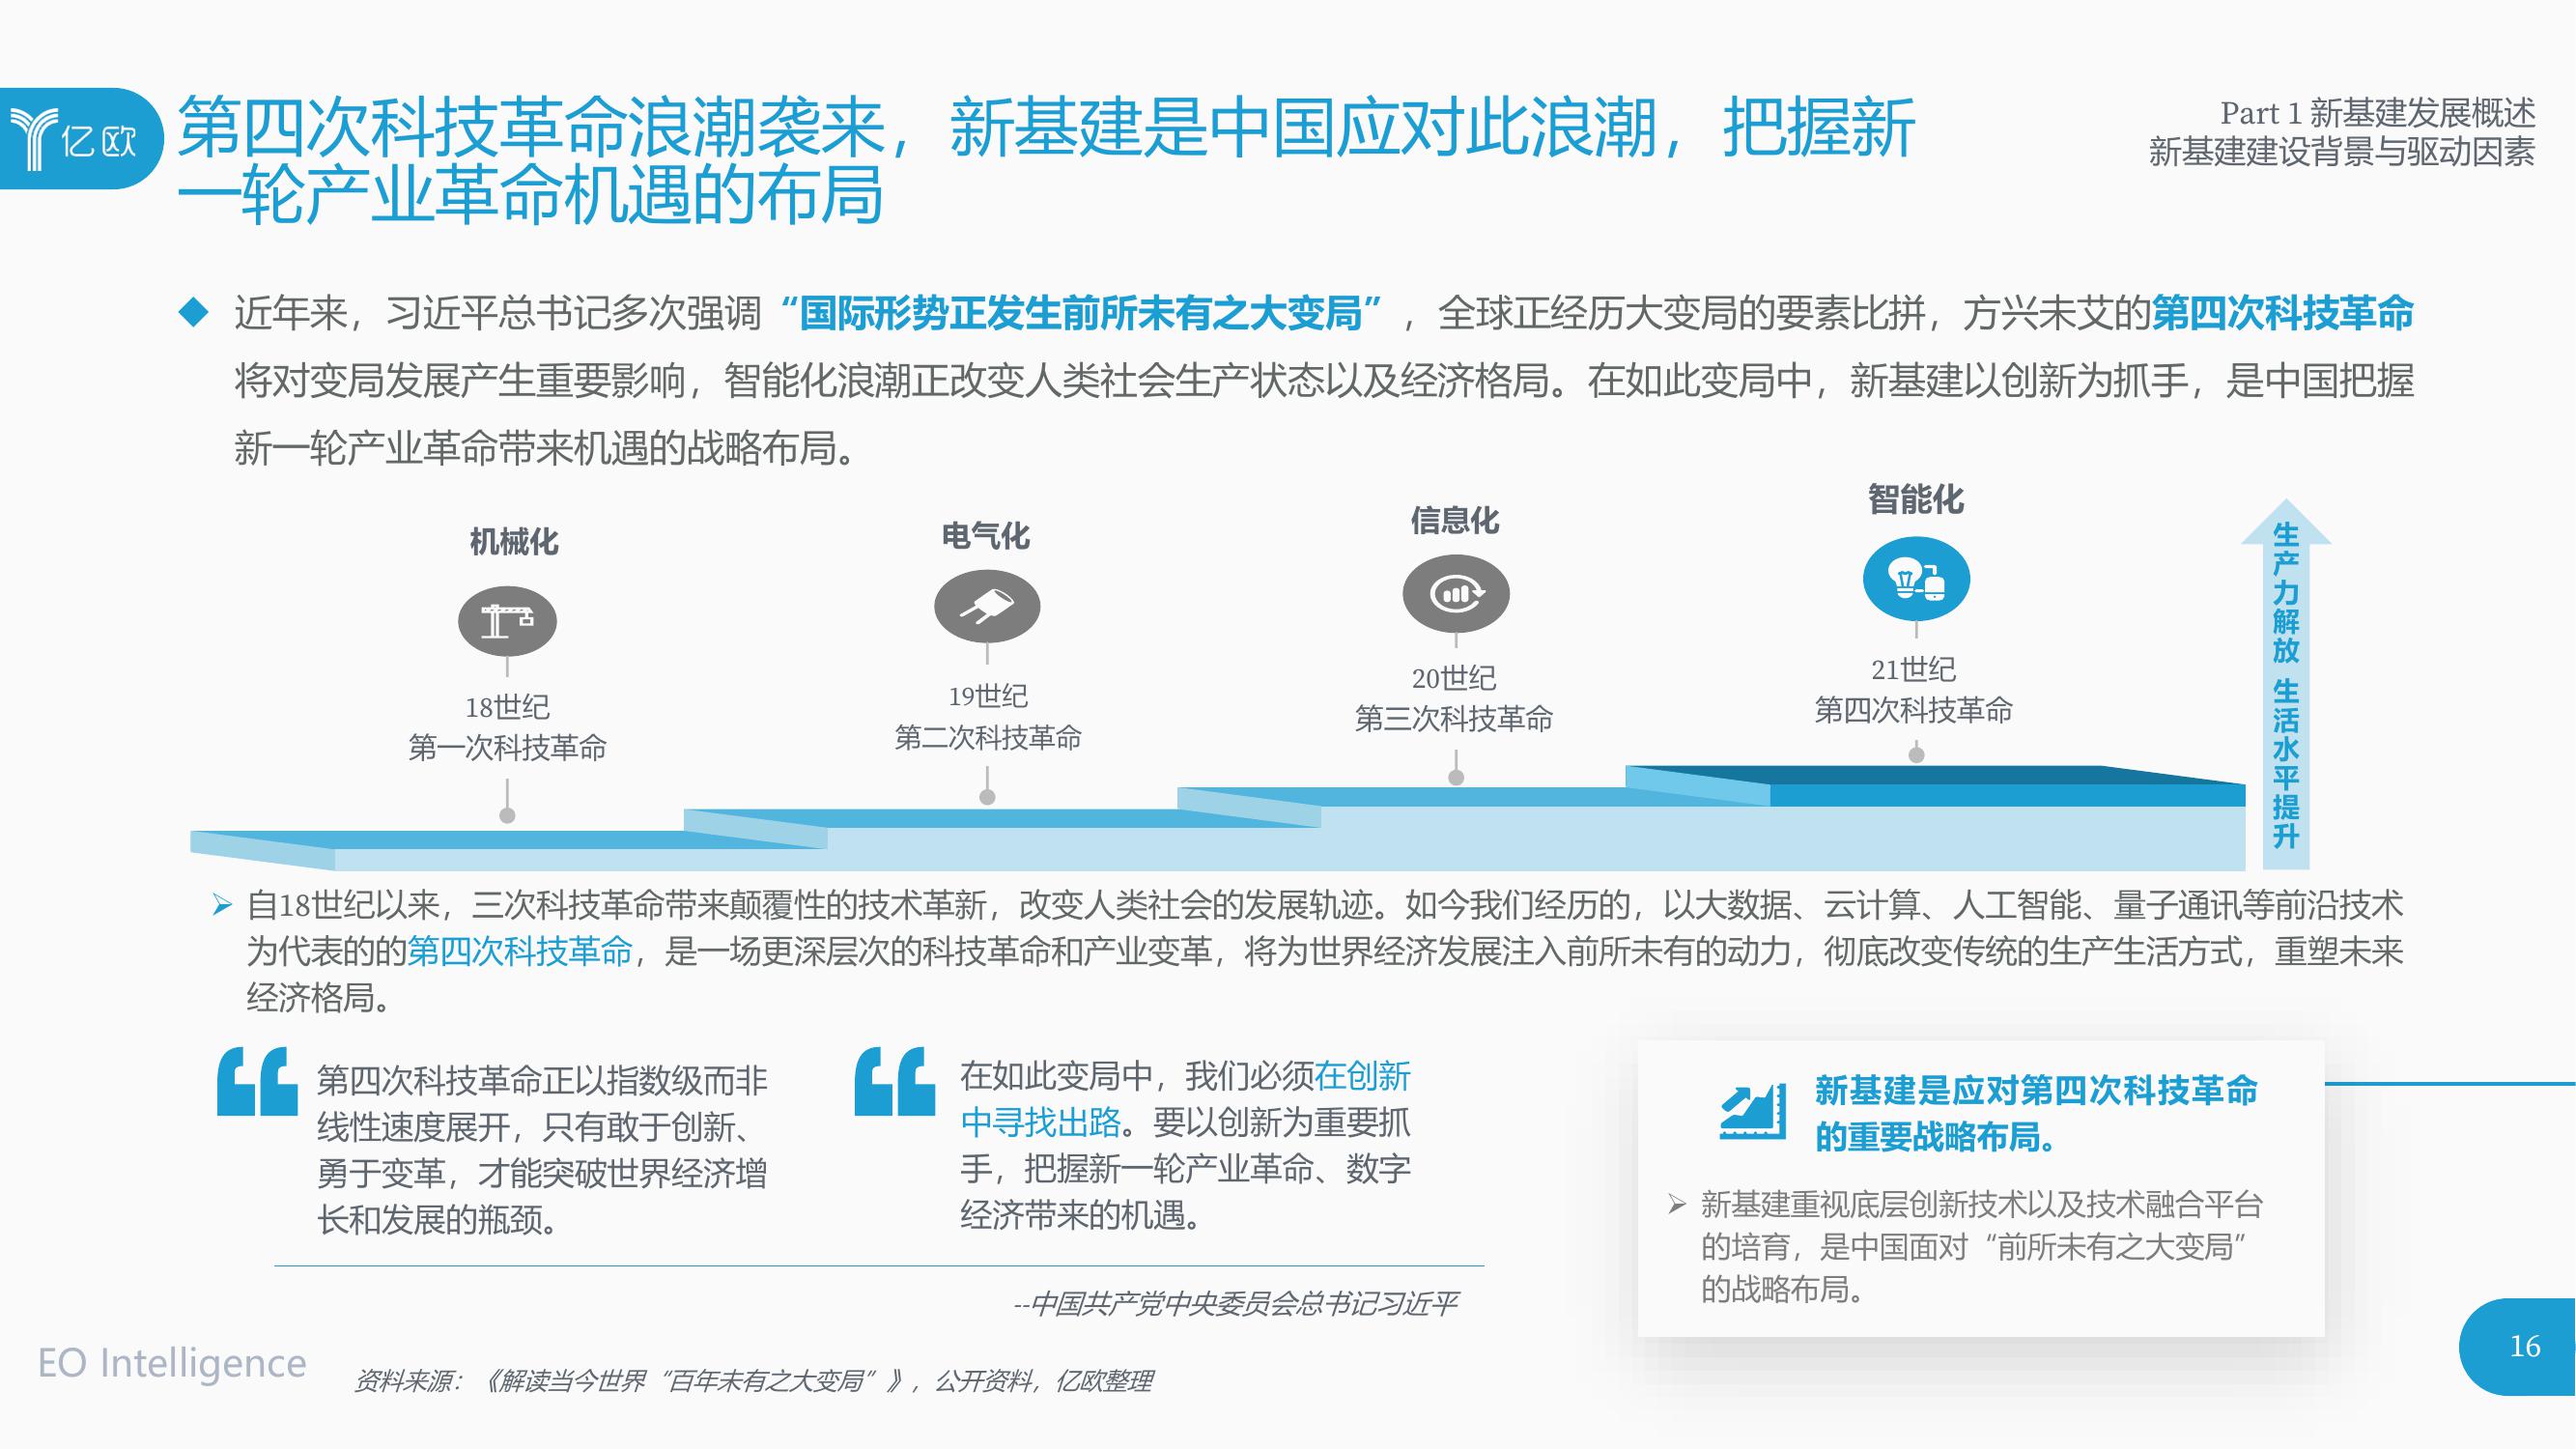 亿欧
第四次科技革命浪潮袭来，新基建是中国应对此浪潮，把握新
一轮产业革命机遇的布局
Part 1 新基建发展概述
新基建建设背景与驱动因素
近年来，习近平总书记多次强调“国际形势正发生前所未有之大变局”，全球正经历大变局的要素比拼，方兴未艾的第四次科技革命
将对变局发展产生重要影响，智能化浪潮正改变人类社会生产状态以及经济格局。在如此变局中，新基建以创新为抓手，是中国把握
新一轮产业革命带来机遇的战略布局。
机械化
18世纪
第一次科技革命
电气化
19世纪
第二次科技革命
信息化
20世纪
第三次科技革命
智能化
21世纪
第四次科技革命
生产力解放 生活水平提升
自18世纪以来，三次科技革命带来颠覆性的技术革新，改变人类社会的发展轨迹。如今我们经历的，以大数据、云计算、人工智能、量子通讯等前沿技术
为代表的的第四次科技革命，是一场更深层次的科技革命和产业变革，将为世界经济发展注入前所未有的动力，彻底改变传统的生产生活方式，重塑未来
经济格局。
第四次科技革命正以指数级而非
线性速度展开，只有敢于创新、
勇于变革，才能突破世界经济增
长和发展的瓶颈。
在如此变局中，我们必须在创新
中寻找出路。要以创新为重要抓
手，把握新一轮产业革命、数字
经济带来的机遇。
--中国共产党中央委员会总书记习近平
新基建是应对第四次科技革命
的重要战略布局。
新基建重视底层创新技术以及技术融合平台
的培育，是中国面对“前所未有之大变局”
的战略布局。
EO Intelligence
资料来源：《解读当今世界“百年未有之大变局”》，公开资料，亿欧整理
16